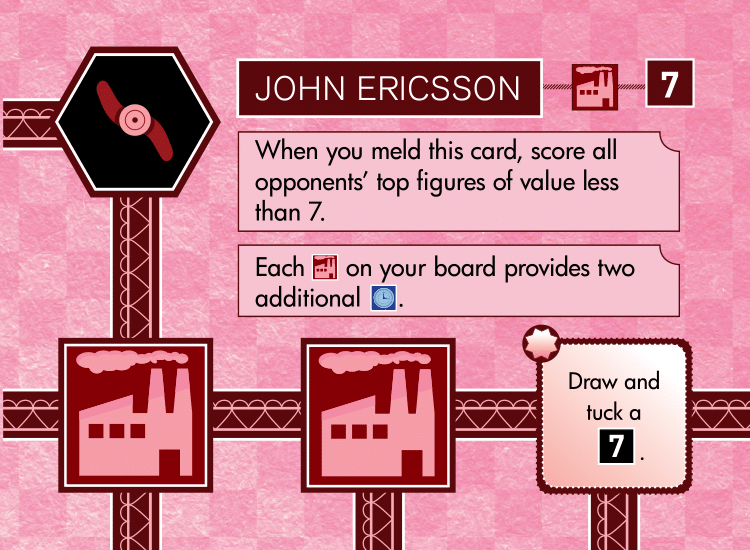 JOHN ERICSSON
7
When you meld this card, score all
opponents’ top figures of value less
than 7.
Each on your board provides two
additional .
Draw and
tuck a
7 .